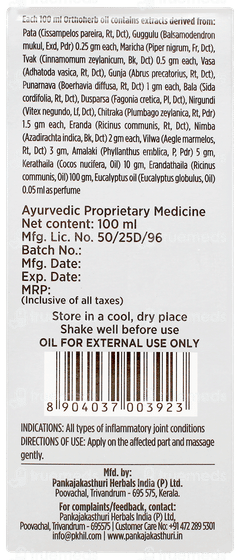 Each 100 ml Orthoherb oil contains extracts derived from:
Pata (Cissampelos pareira, Rt, Dct), Guggulu (Balsamodendron
mukul, Exd, Pdr) 0.25 gm each, Maricha (Piper nigrum, Fr, Dct),
Tvak (Cinnamomum zeylanicum, Bk, Dct) 0.5 gm each, Vasa
(Adhatoda vasica, Rt, Dct), Gunja (Abrus precatorius, Rt, Dct),
Punarnava (Boerhavia diffusa, Rt, Dct) 1 gm each, Bala (Sida
cordifolia, Rt, Dct), Dusparsa (Fagonia cretica, Pl, Dct), Nirgundi
(Vitex negundo, Lf, Dct), Chitraka (Plumbago zeylanica, Rt, Pdr)
1.5 gm each, Eranda (Ricinus communis, Rt, Dct), Nimba
(Azadirachta indica, Bk, Dct) 2 gm each, Vilwa (Aegle marmelos,
Rt, Dct) 3 gm, Amalaki (Phyllanthus emblica, P, Pdr) 5 gm,
Kerathaila (Cocos nucifera, Oil) 10 gm, Erandathaila (Ricinus
communis, Oil) 100 gm, Eucalyptus oil (Eucalyptus globulus, Oil)
0.05 ml as perfume
Ayurvedic Proprietary Medicine
Net content: 100 ml
Mfg. Lic. No. 50/25D/96
Batch No.:
Mfg. Date:
Exp. Date:
MRP:
(Inclusive of all taxes)
Store in a cool, dry place
Shake well before use
OIL FOR EXTERNAL USE ONLY
8 904037 003923
INDICATIONS: All types of inflammatory joint conditions
DIRECTIONS OF USE: Apply on the affected part and massage
gently.
Mfd. by:
Pankajakasthuri Herbals India (P) Ltd.
Poovachal, Trivandrum - 695 575, Kerala.
For complaints, contact:
Pankajakasthuri Herbals India (P) Ltd,
Poovachal, Trivandrum - 695575 | Customer Care No: +91 472 289 5301
info@pkhil.com | www.pankajakasthuri.in